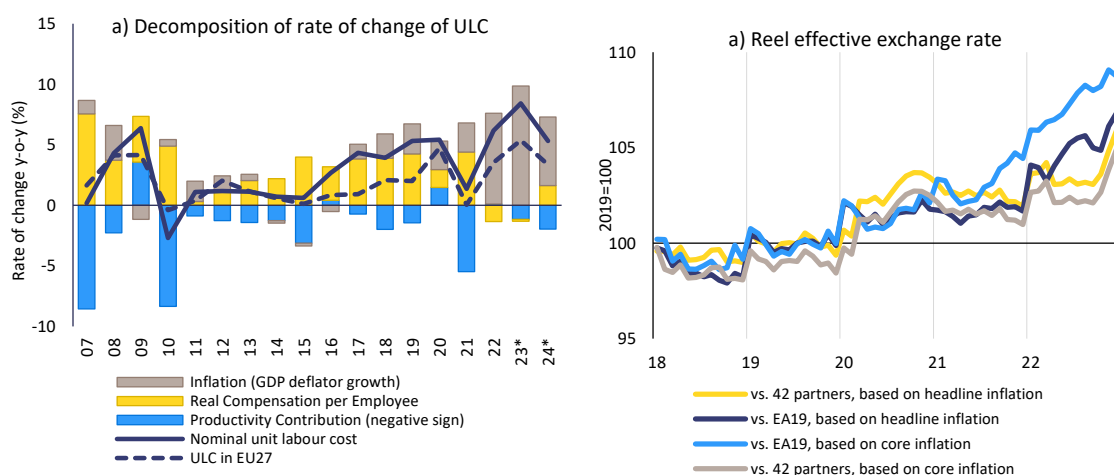 a) Decomposition of rate of change of ULC
Rate of change y-o-y (%)
15
10
5
0
-5
-10
07
08
09
10
11
12
13
14
15
16
17
18
19
20
21
22
23*
24*
Inflation (GDP deflator growth)
Real Compensation per Employee
Productivity Contribution (negative sign)
Nominal unit labour cost
ULC in EU27
a) Reel effective exchange rate
2019=100
110
105
100
95
18
19
20
21
22
vs. 42 partners, based on headline inflation
vs. EA19, based on headline inflation
vs. EA19, based on core inflation
vs. 42 partners, based on core inflation